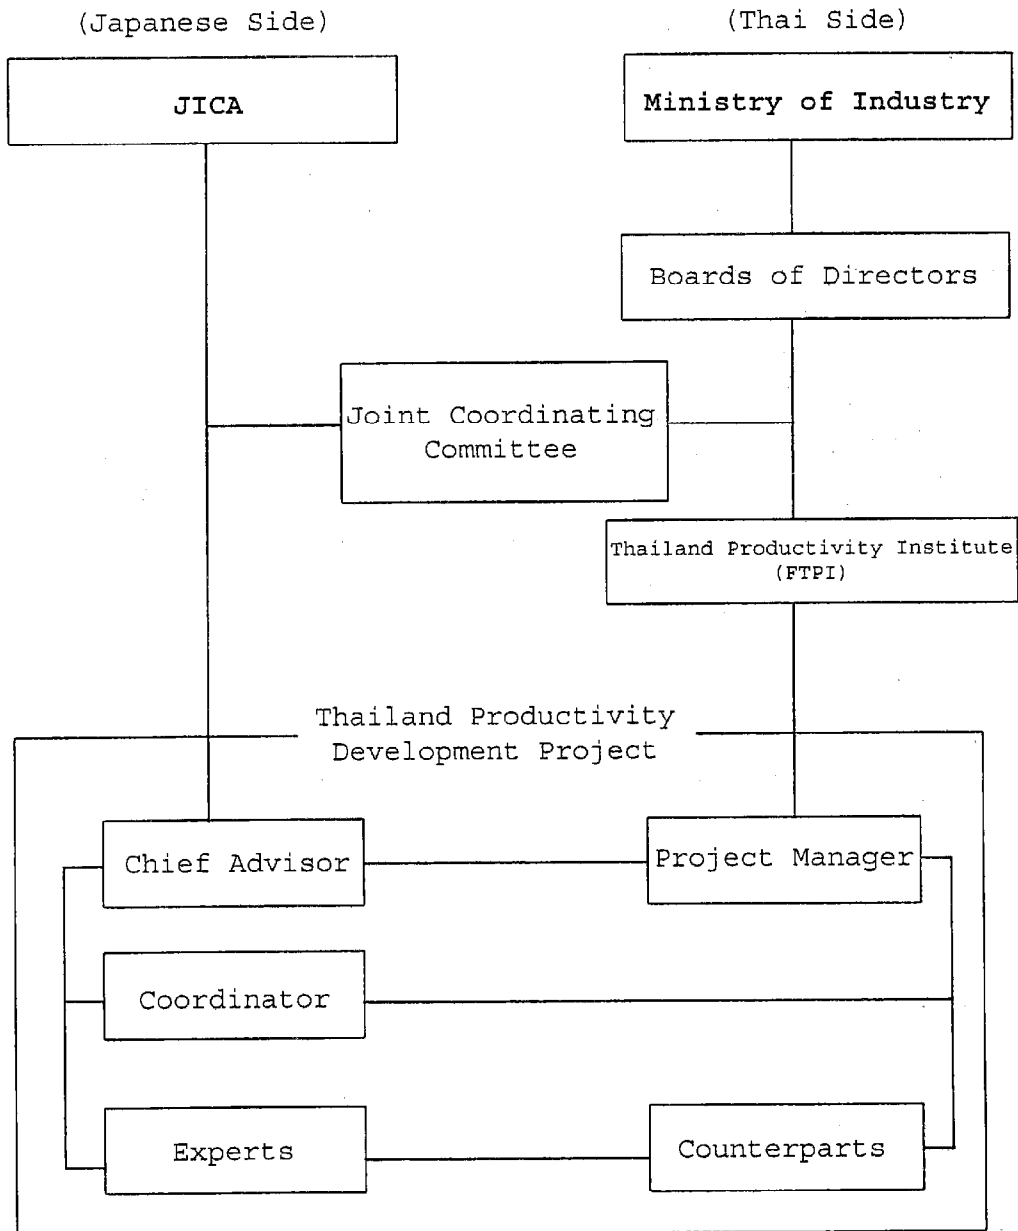 (Japanese Side)
(Thai Side)
JICA
Ministry of Industry
Boards of Directors
Joint Coordinating
Committee
Thailand Productivity Institute
(FTPI)
Thailand Productivity
Development Project
Chief Advisor
Project Manager
Coordinator
Experts
Counterparts